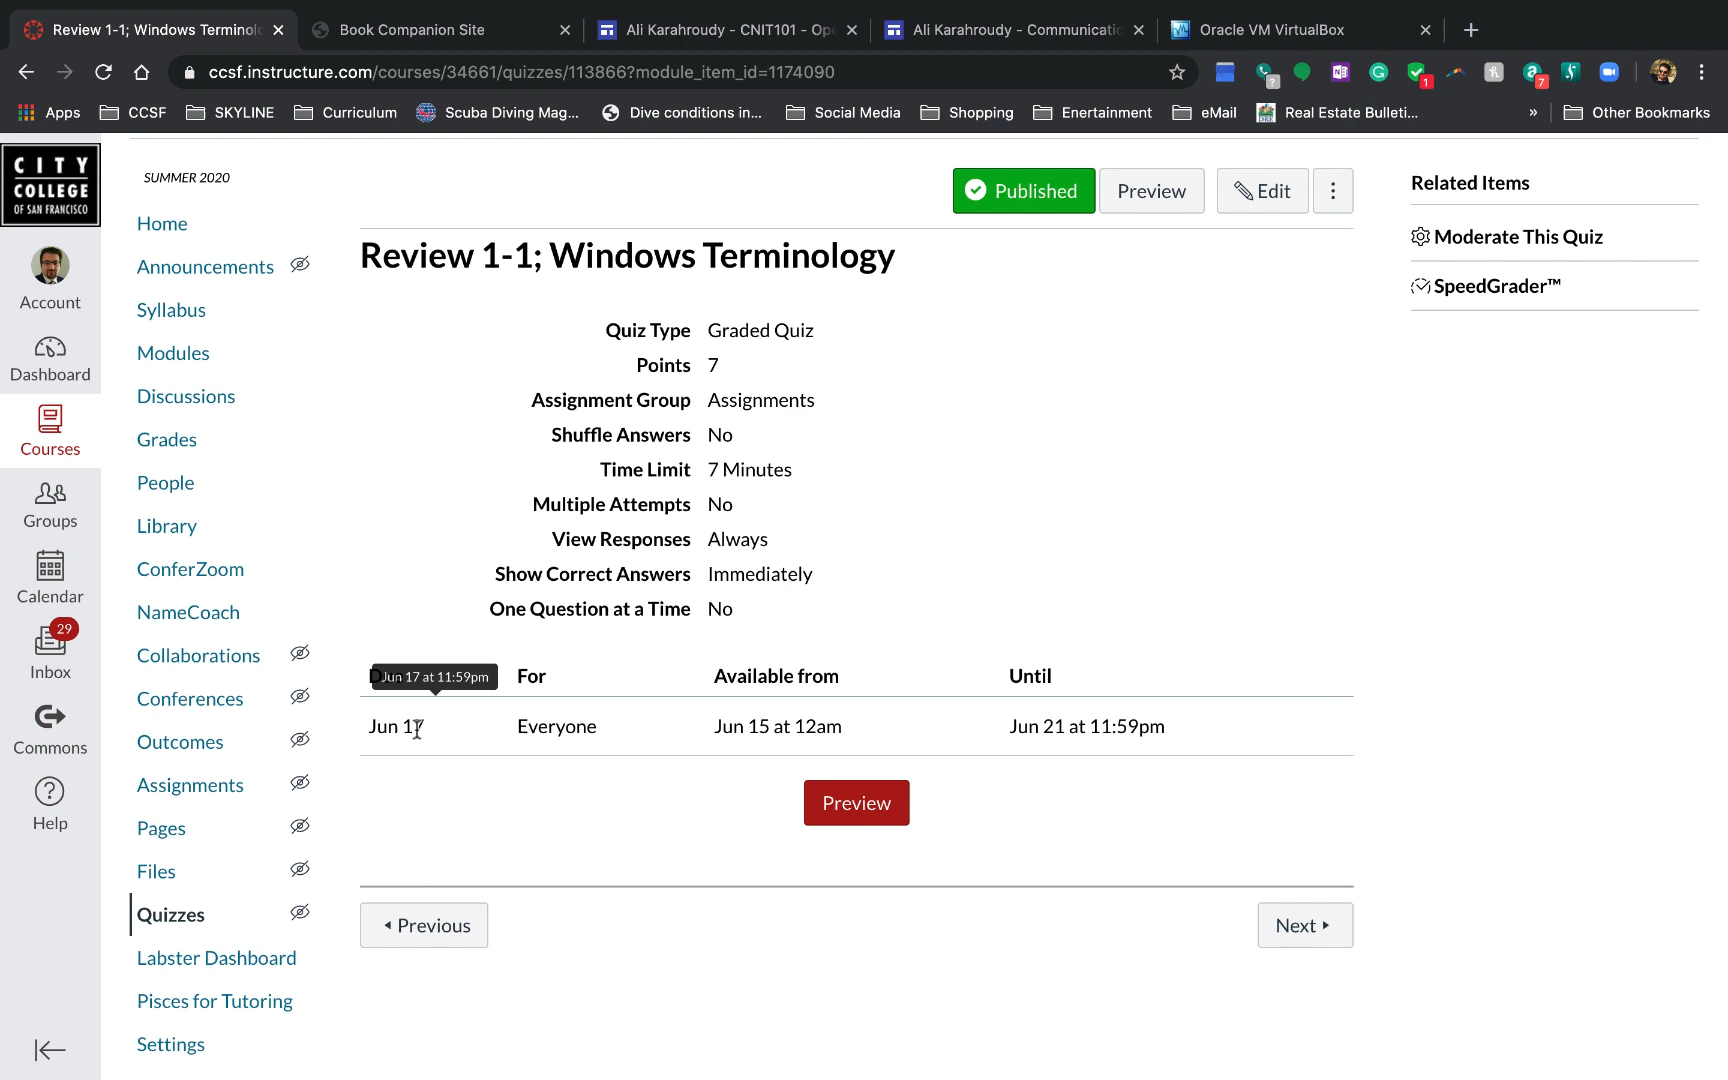 Review 1-1; Windows Terminolo
Book Companion Site
Ali Karahroudy - CNIT101 - Ope
Ali Karahroudy - Communicatio
Oracle VM VirtualBox
ccsf.instructure.com/courses/34661/quizzes/113866?module_item_id=1174090
? 1 7
Apps CCSF SKYLINE Curriculum Scuba Diving Mag... Dive conditions in... Social Media Shopping Enertainment eMail Real Estate Bulleti... » Other Bookmarks
CITY
COLLEGE
OF SAN FRANCISCO
Account
Dashboard
Courses
Groups
Calendar
29
Inbox
Commons
Help
SUMMER 2020
Home
Announcements
Syllabus
Modules
Discussions
Grades
People
Library
ConferZoom
NameCoach
Collaborations
Conferences
Outcomes
Assignments
Pages
Files
Quizzes
Labster Dashboard
Pisces for Tutoring
Settings
Published Preview Edit
Review 1-1; Windows Terminology
Quiz Type Graded Quiz
Points 7
Assignment Group Assignments
Shuffle Answers No
Time Limit 7 Minutes
Multiple Attempts No
View Responses Always
Show Correct Answers Immediately
One Question at a Time No
Jun 17 at 11:59pm For Available from Until
Jun 17 Everyone Jun 15 at 12am Jun 21 at 11:59pm
Preview
Previous Next
Related Items
Moderate This Quiz
SpeedGrader™